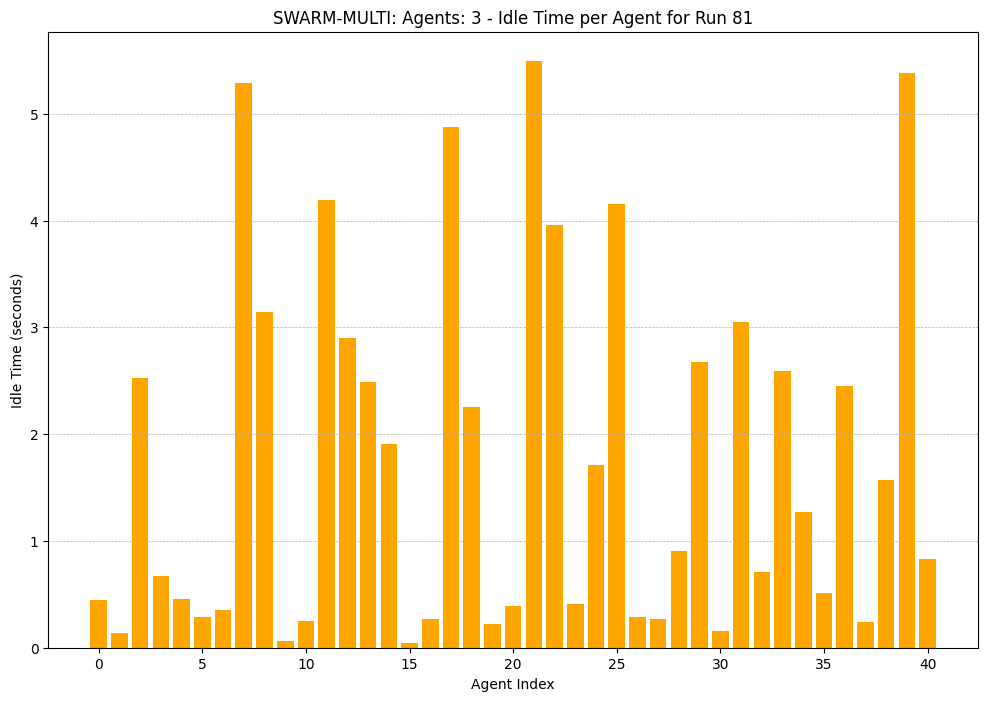 SWARM-MULTI: Agents: 3 - Idle Time per Agent for Run 81
Idle Time (seconds)
5
4
3
2
1
0
0 5 10 15 20 25 30 35 40
Agent Index